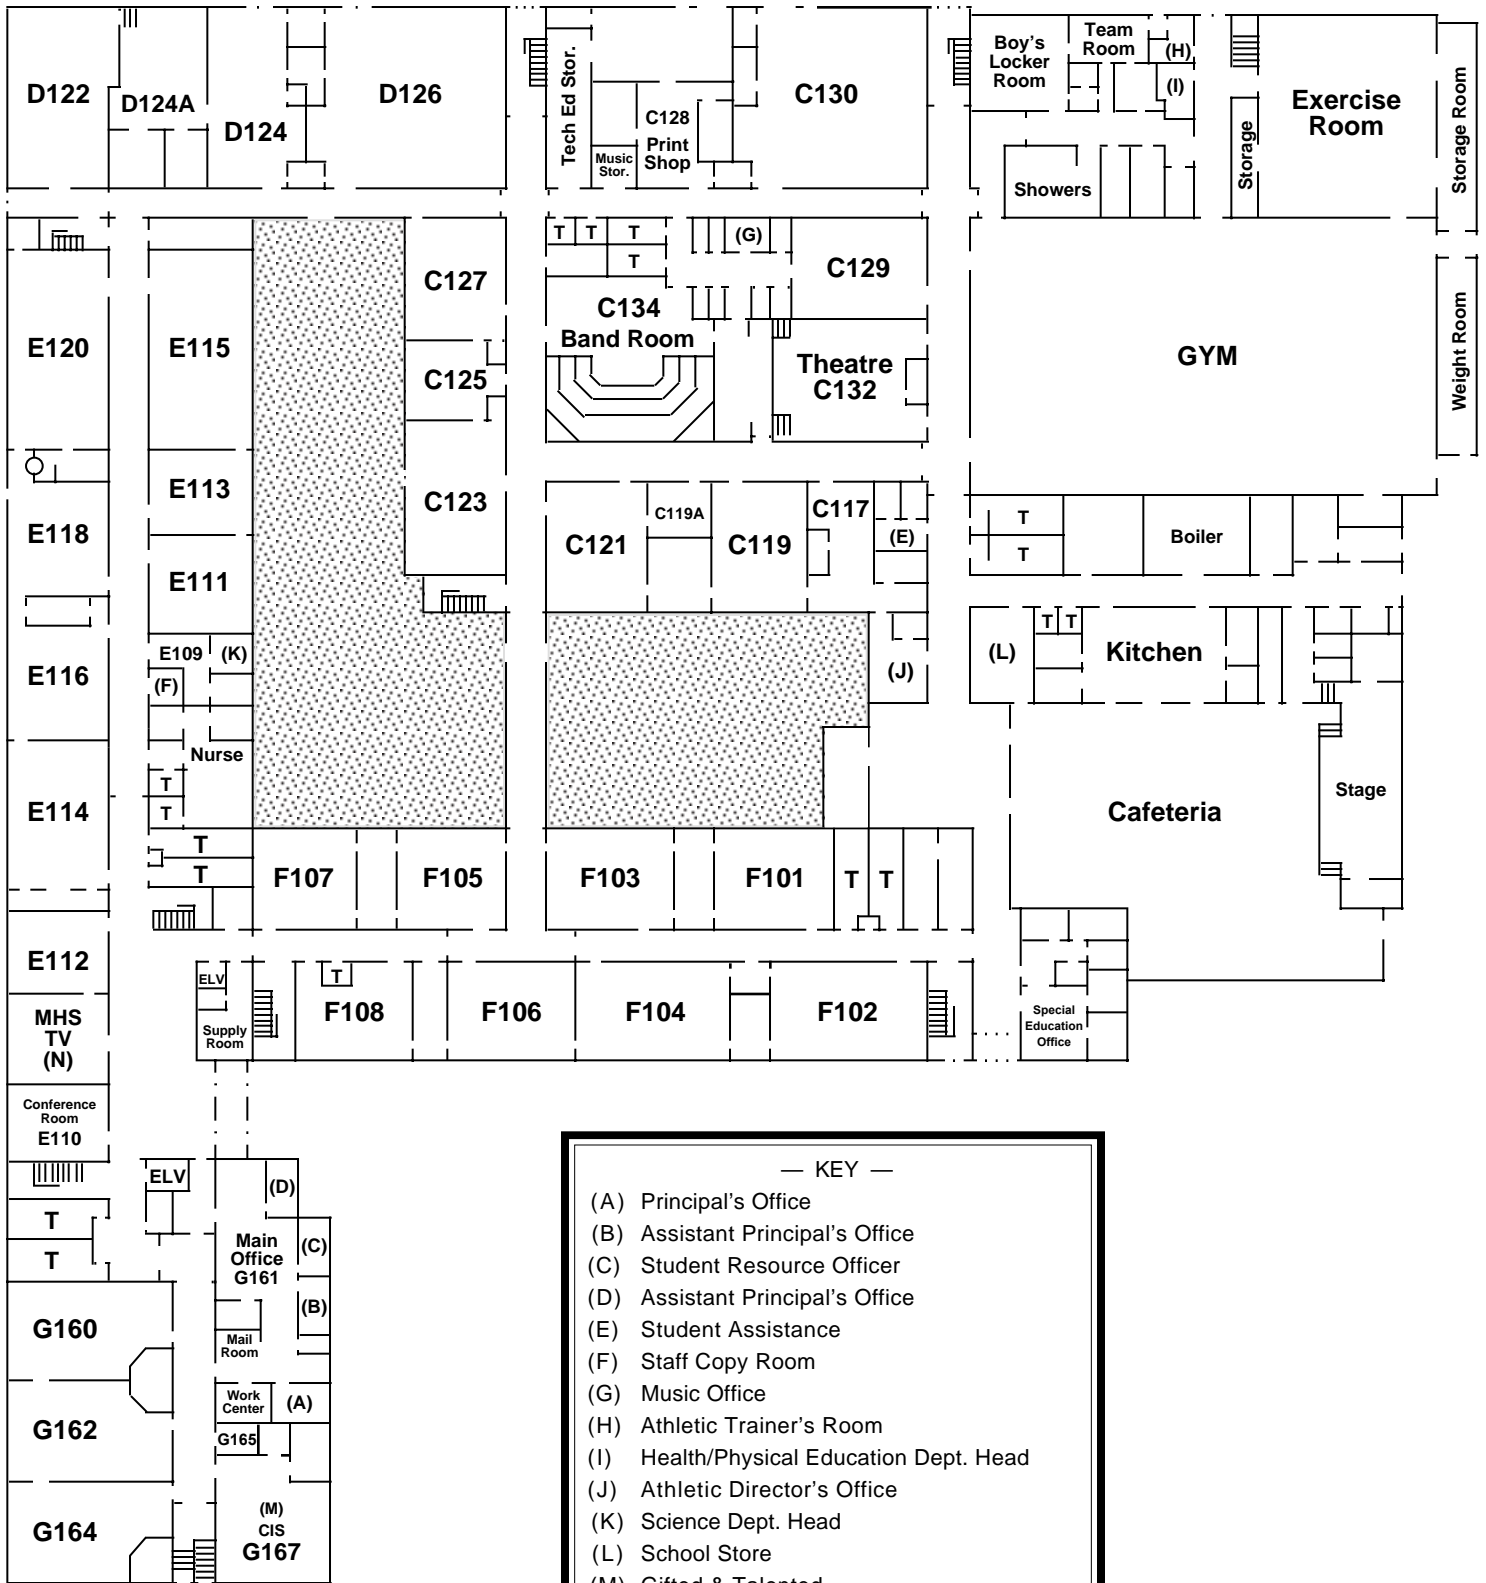 D122
D124A
D124
D126
Tech Ed Stor.
C128
Print
Shop
Music
Stor.
C130
Boy's
Locker
Room
Team
Room
(H)
(I)
Storage
Exercise
Room
Storage Room
Showers
E120
E115
C127
C125
C123
T
T
T
T
(G)
C129
C134
Band Room
Theatre
C132
GYM
Weight Room
E113
E118
E111
C121
C119A
C119
C117
(E)
T
T
Boiler
E109
(K)
(F)
E116
Nurse
(J)
(L)
T
T
Kitchen
E114
T
T
T
T
F107
F105
F103
F101
T
T
Cafeteria
Stage
E112
MHS
TV
(N)
ELV
Supply
Room
T
F108
F106
F104
F102
Special
Education
Office
Conference
Room
E110
ELV
(D)
T
T
Main
Office
G161
(C)
(B)
G160
Mail
Room
Work
Center
(A)
G162
G165
G164
(M)
CIS
G167
— KEY —
(A) Principal's Office
(B) Assistant Principal's Office
(C) Student Resource Officer
(D) Assistant Principal's Office
(E) Student Assistance
(F) Staff Copy Room
(G) Music Office
(H) Athletic Trainer's Room
(I) Health/Physical Education Dept. Head
(J) Athletic Director's Office
(K) Science Dept. Head
(L) School Store
(M) Gifted & Talented